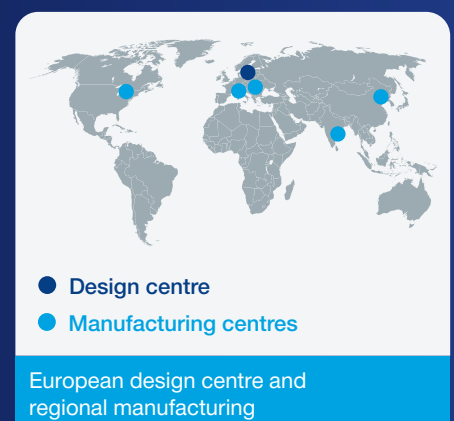 Design centre
Manufacturing centres
European design centre and
regional manufacturing